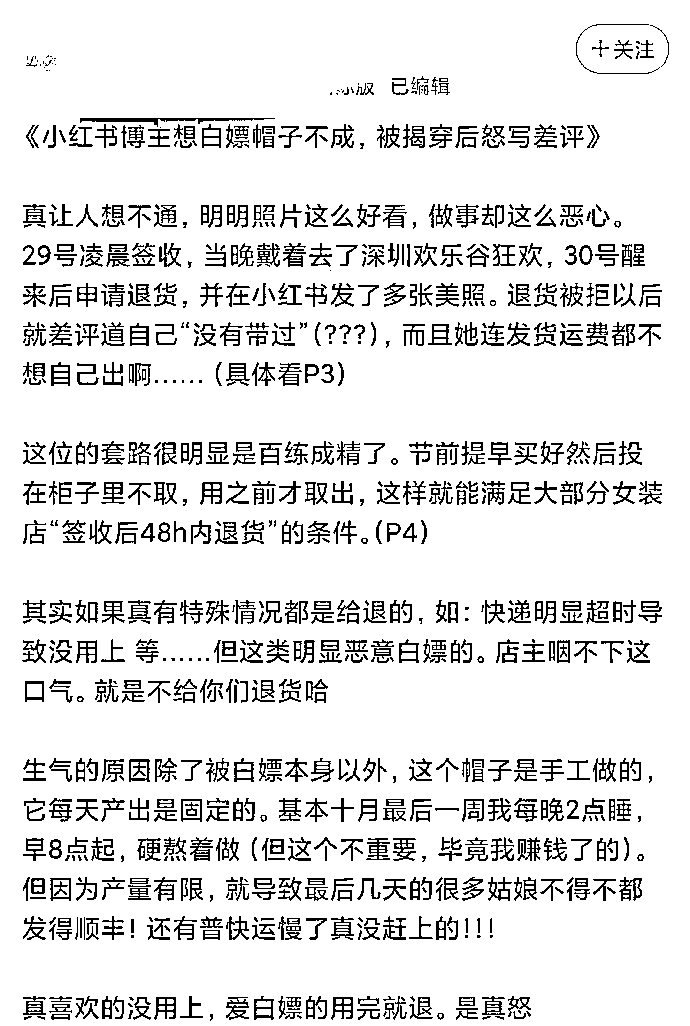 +关注
已编辑
《小红书博主想白嫖帽子不成，被揭穿后怒写差评》
真让人想不通，明明照片这么好看，做事却这么恶心。
29号凌晨签收，当晚戴着去了深圳欢乐谷狂欢，30号醒
来后申请退货，并在小红书发了多张美照。退货被拒以后
就差评道自己“没有带过”(???)，而且她连发货运费都不
想自己出啊……（具体看P3）
这位的套路很明显是百练成精了。节前提早买好然后投
在柜子里不取，用之前才取出，这样就能满足大部分女装
店“签收后48h内退货”的条件。(P4)
其实如果真有特殊情况都是给退的，如：快递明显超时导
致没用上 等……但这类明显恶意白嫖的。店主咽不下这
口气。就是不给你们退货哈
生气的原因除了被白嫖本身以外，这个帽子是手工做的，
它每天产出是固定的。基本十月最后一周我每晚2点睡，
早8点起，硬熬着做（但这个不重要，毕竟我赚钱了的）。
但因为产量有限，就导致最后几天的很多姑娘不得不都
发得顺丰！还有普快运慢了真没赶上的!!!
真喜欢的没用上，爱白嫖的用完就退。是真怒